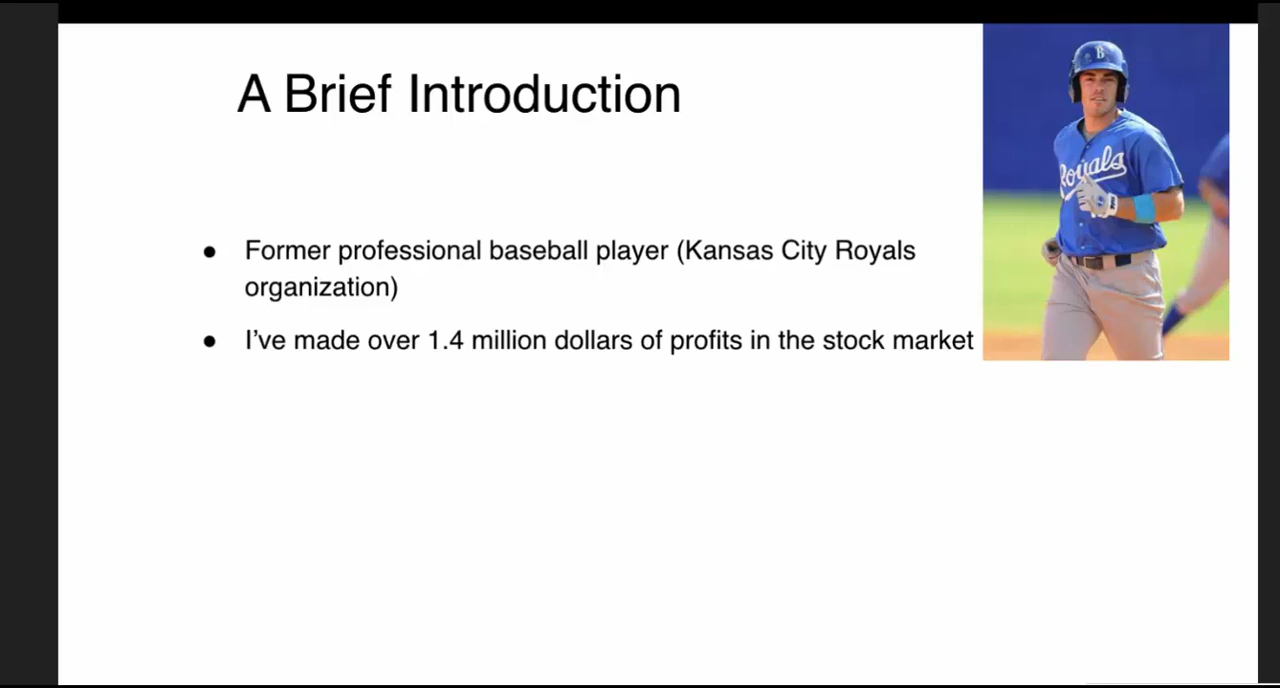 A Brief Introduction
● Former professional baseball player (Kansas City Royals
organization)
● I've made over 1.4 million dollars of profits in the stock market
B
Royals